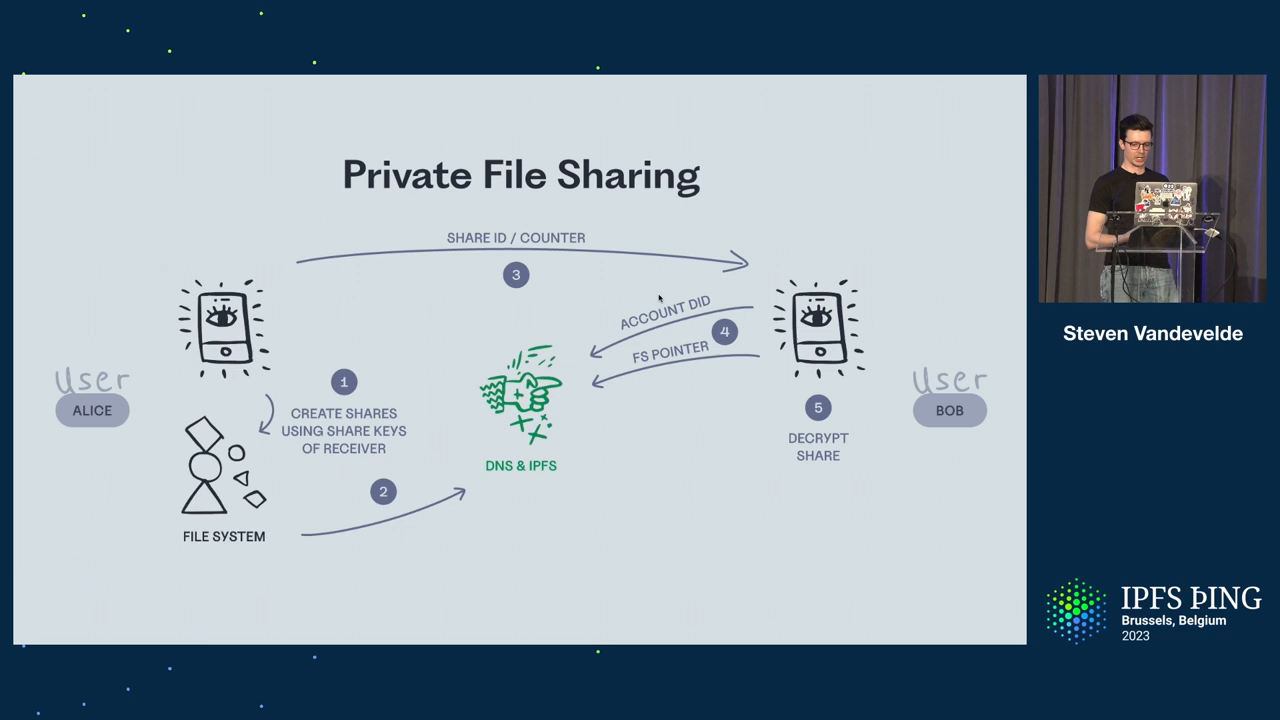 Private File Sharing
SHARE ID / COUNTER
3
ACCOUNT DID
4
FS POINTER
user
ALICE
1
CREATE SHARES
USING SHARE KEYS
OF RECEIVER
2
FILE SYSTEM
DNS & IPFS
5
DECRYPT
SHARE
user
BOB
Steven Vandevelde
IPFS ÞING
Brussels, Belgium
2023